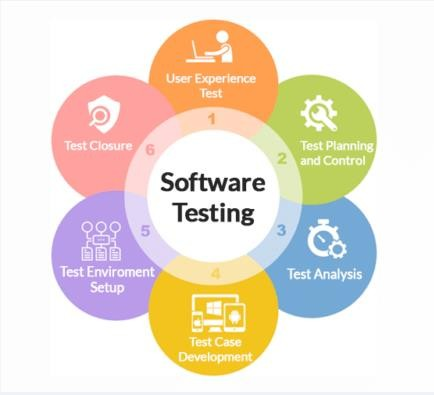 User Experience
Test
1
Test Planning
and Control
2
Test Analysis
3
Test Case
Development
4
Test Enviroment
Setup
5
Test Closure
6
Software
Testing